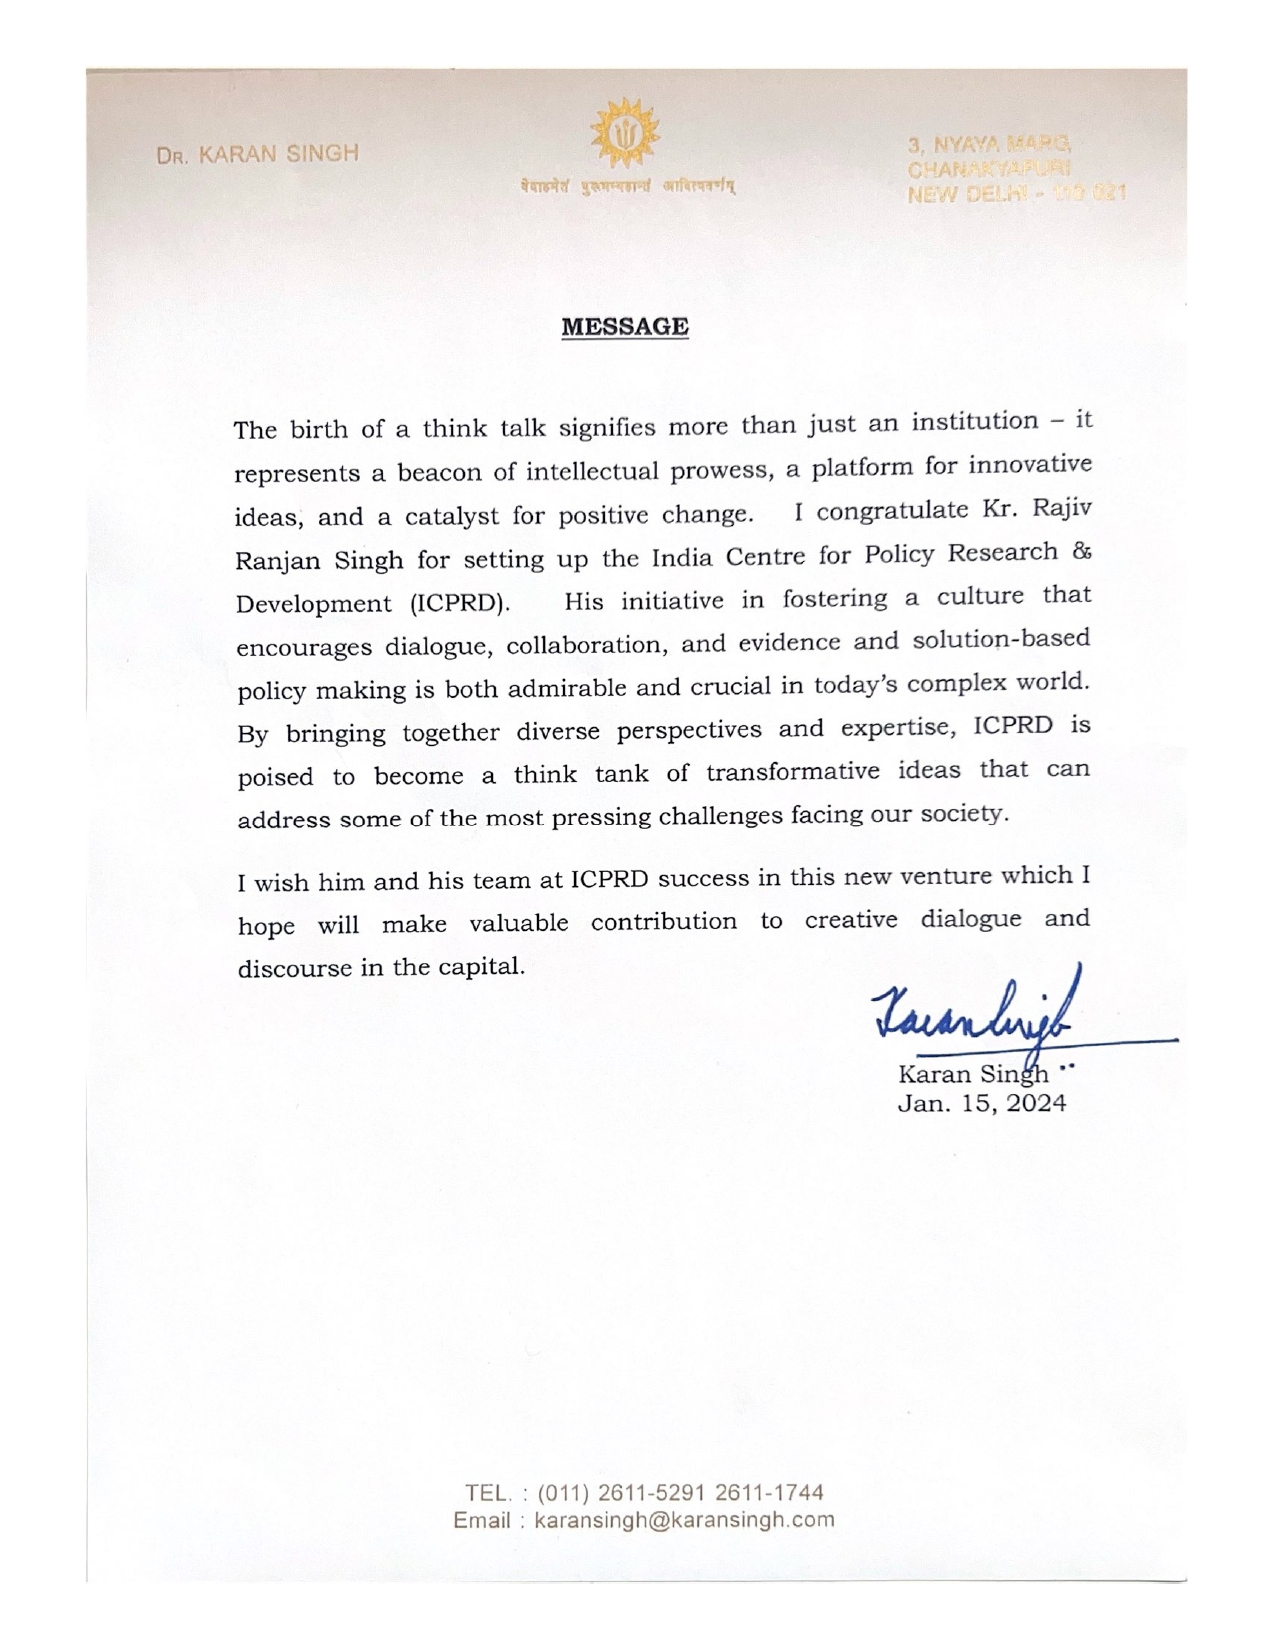 DR. KARAN SINGH
वेदाहमेतं पुरूषम्महान्तं आदित्यवर्णम्
3, NYAYA MARG,
CHANAKYAPURI
NEW DELHI - 110 021
MESSAGE
The birth of a think talk signifies more than just an institution – it
represents a beacon of intellectual prowess, a platform for innovative
ideas, and a catalyst for positive change. I congratulate Kr. Rajiv
Ranjan Singh for setting up the India Centre for Policy Research &
Development (ICPRD). His initiative in fostering a culture that
encourages dialogue, collaboration, and evidence and solution-based
policy making is both admirable and crucial in today's complex world.
By bringing together diverse perspectives and expertise, ICPRD is
poised to become a think tank of transformative ideas that can
address some of the most pressing challenges facing our society.
I wish him and his team at ICPRD success in this new venture which I
hope will make valuable contribution to creative dialogue and
discourse in the capital.
Karan Singh
Karan Singh
Jan. 15, 2024
TEL. : (011) 2611-5291 2611-1744
Email : karansingh@karansingh.com